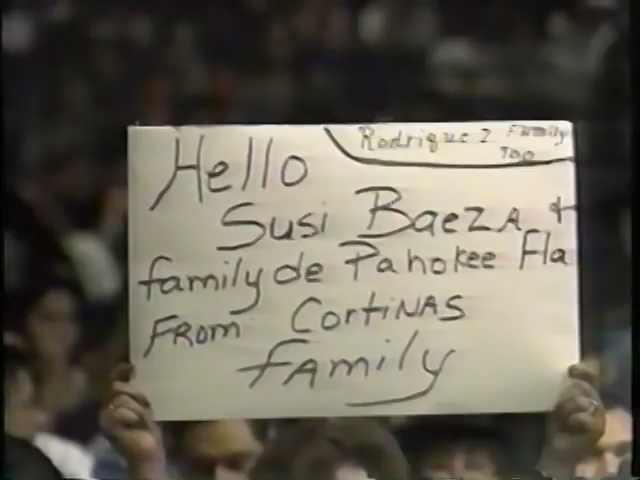 Rodriguez Family
Too
Hello
Susi Baeza +
family de Pahokee Fla
From Cortinas
family